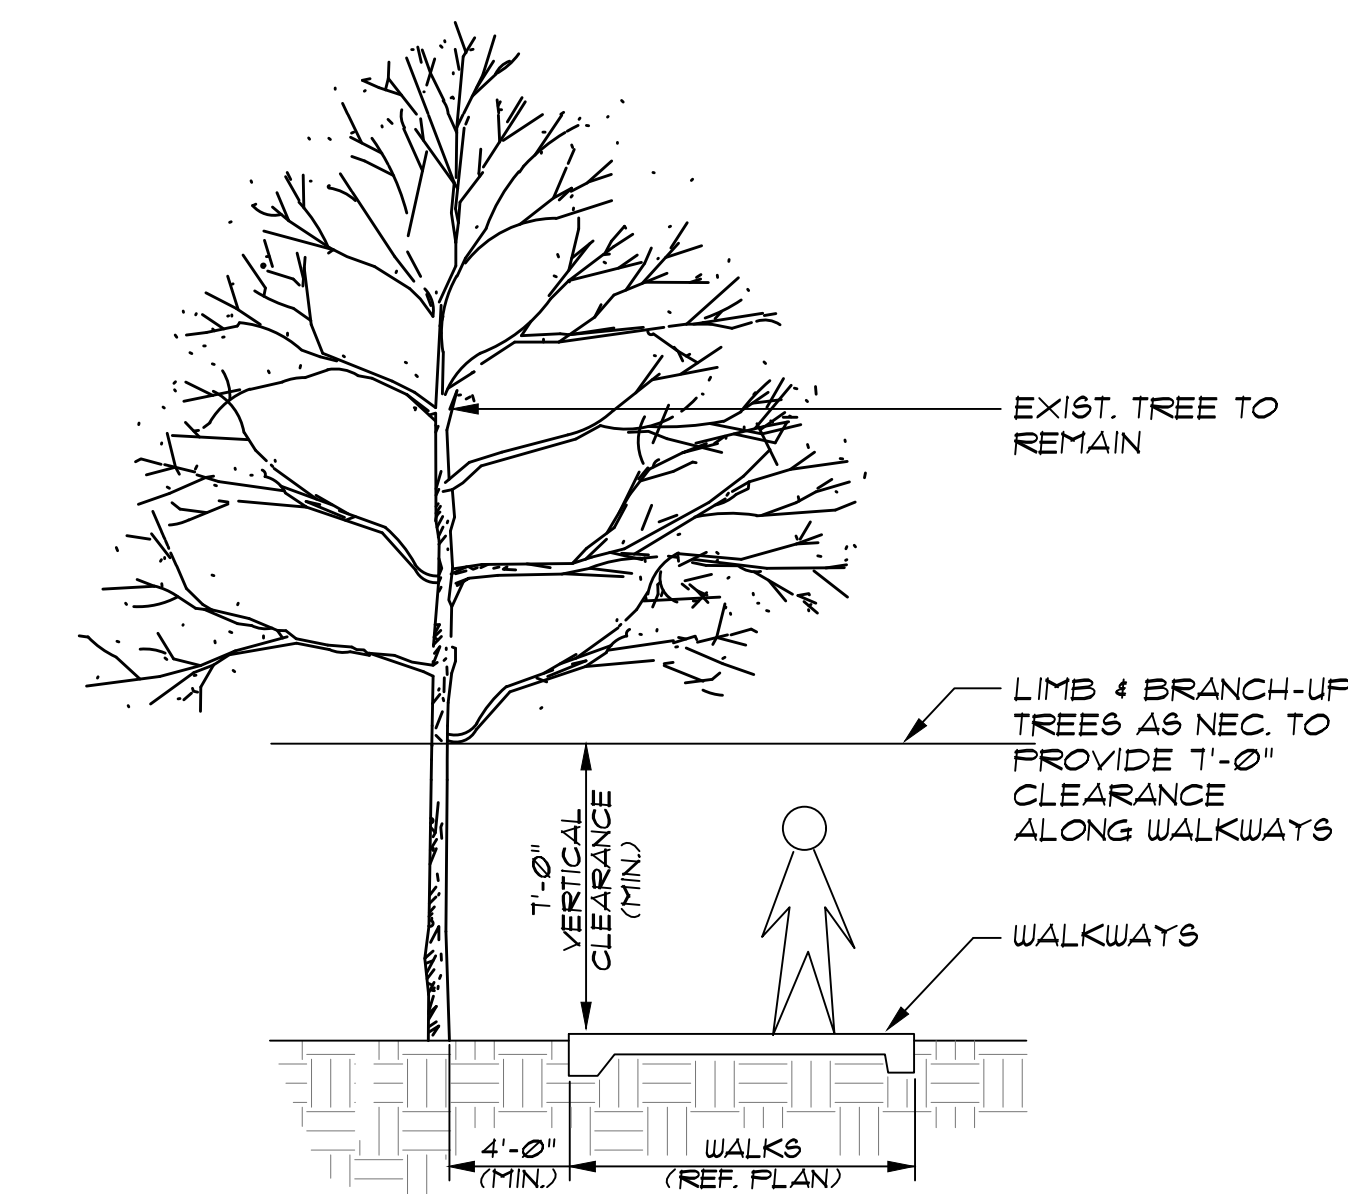 EXIST. TREE TO
REMAIN
LIMB & BRANCH-UP
TREES AS NEC. TO
PROVIDE 7'-0"
CLEARANCE
ALONG WALKWAYS
7'-0"
VERTICAL
CLEARANCE
(MIN.)
WALKWAYS
4'-0"
(MIN.)
WALKS
(REF. PLAN)